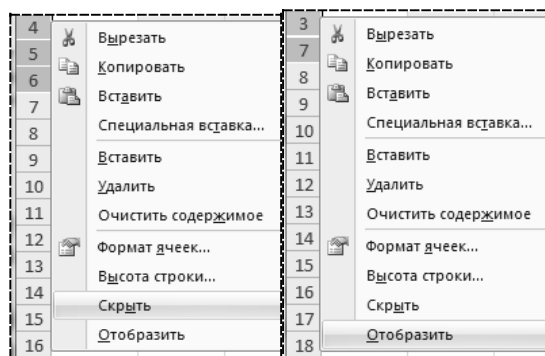 4
5
6
7
8
9
10
11
12
13
14
15
16
Вырезать
Копировать
Вставить
Специальная вставка...
Вставить
Удалить
Очистить содержимое
Формат ячеек...
Высота строки...
Скрыть
Отобразить
3
7
8
9
10
11
12
13
14
15
16
17
18
Вырезать
Копировать
Вставить
Специальная вставка...
Вставить
Удалить
Очистить содержимое
Формат ячеек...
Высота строки...
Скрыть
Отобразить